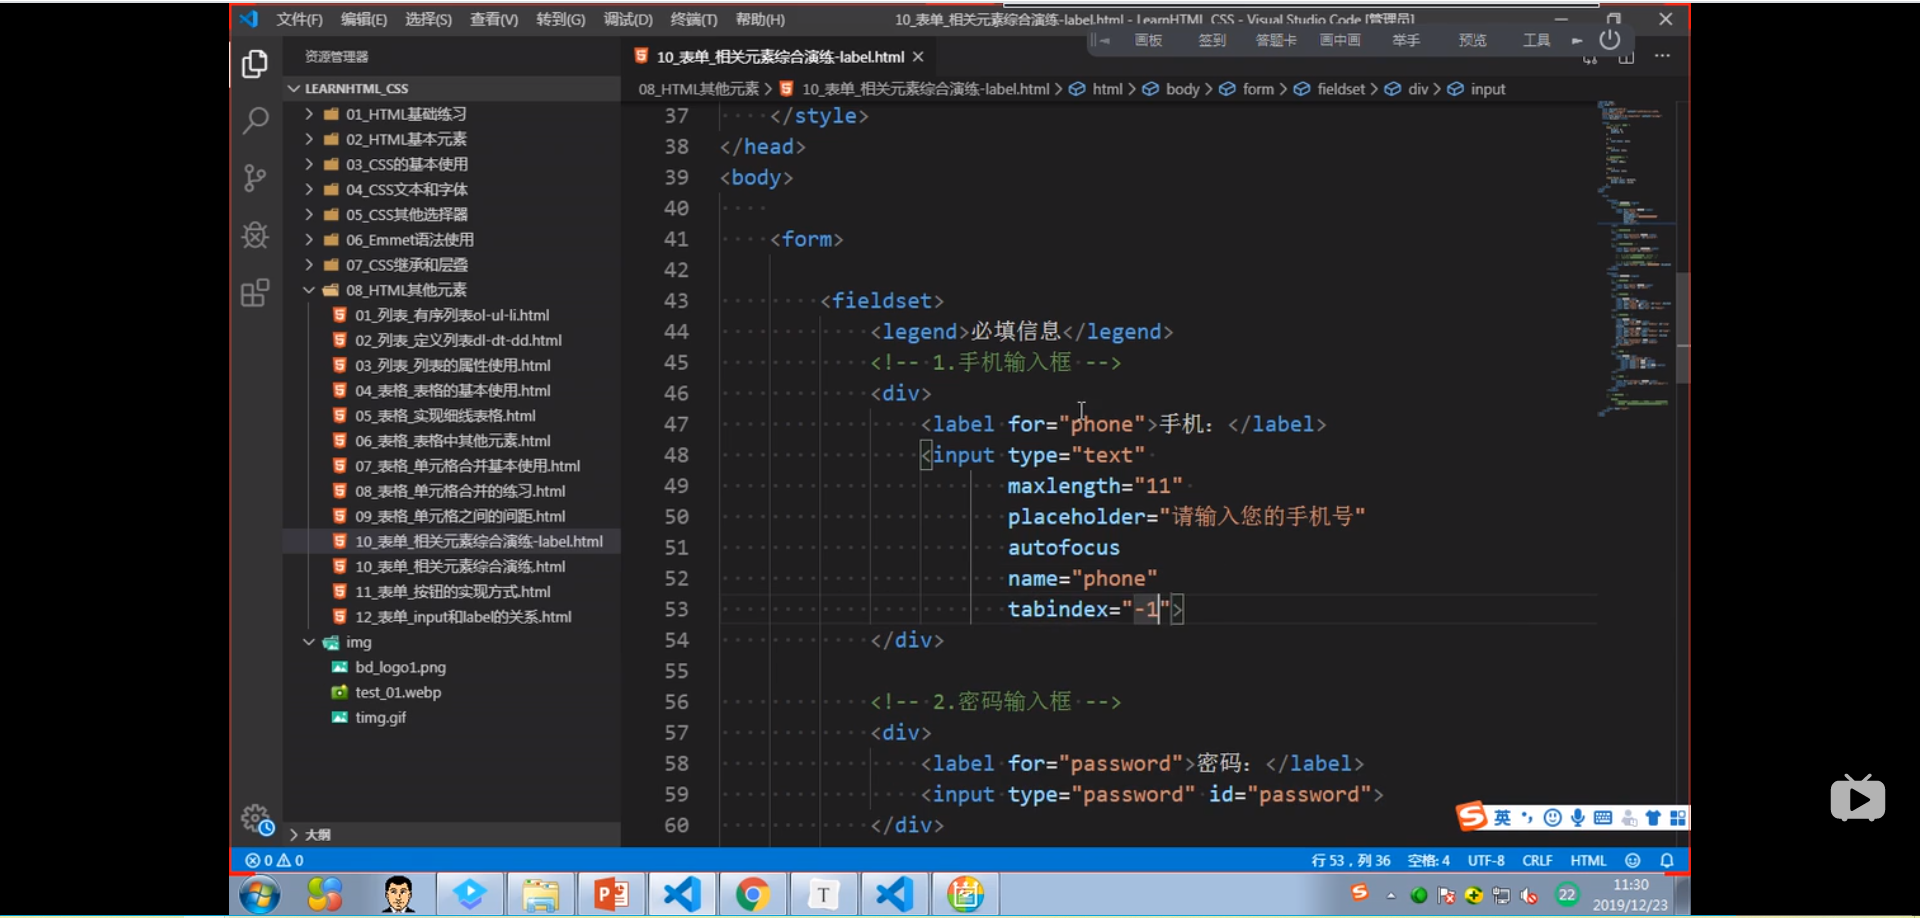 文件(F) 编辑(E) 选择(S) 查看(V) 转到(G) 调试(D) 终端(T) 帮助(H) 10_表单_相关元素综合演练-label.html - LearnHTML_CSS - Visual Studio Code [管理员]
画板 签到 答题卡 画中画 举手 预览 工具
资源管理器
10_表单_相关元素综合演练-label.html
08_HTML其他元素 10_表单_相关元素综合演练-label.html html body form fieldset div input
LEARNHTML_CSS
01_HTML基础练习
02_HTML基本元素
03_CSS的基本使用
04_CSS文本和字体
05_CSS其他选择器
06_Emmet语法使用
07_CSS继承和层叠
08_HTML其他元素
01_列表_有序列表ol-ul-li.html
02_列表_定义列表dl-dt-dd.html
03_列表_列表的属性使用.html
04_表格_表格的基本使用.html
05_表格_实现细线表格.html
06_表格_表格中其他元素.html
07_表格_单元格合并基本使用.html
08_表格_单元格合并的练习.html
09_表格_单元格之间的间距.html
10_表单_相关元素综合演练-label.html
10_表单_相关元素综合演练.html
11_表单_按钮的实现方式.html
12_表单_input和label的关系.html
img
bd_logo1.png
test_01.webp
timg.gif
大纲
37 </style>
38 </head>
39 <body>
40
41 <form>
42
43 <fieldset>
44 <legend>必填信息</legend>
45 <!-- 1.手机输入框 -->
46 <div>
47 <label for="phone">手机：</label>
48 <input type="text"
49 maxlength="11"
50 placeholder="请输入您的手机号"
51 autofocus
52 name="phone"
53 tabindex="-1">
54 </div>
55
56 <!-- 2.密码输入框 -->
57 <div>
58 <label for="password">密码：</label>
59 <input type="password" id="password">
60 </div>
英
0 0 行 53，列 36 空格: 4 UTF-8 CRLF HTML
T 22 11:30
2019/12/23